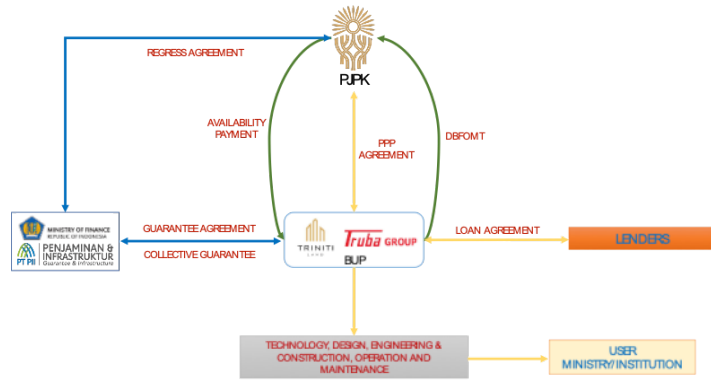 PJPK
REGRESS AGREEMENT
AVAILABILITY
PAYMENT
PPP
AGREEMENT
DBFOMT
MINISTRY OF FINANCE
REPUBLIC OF INDONESIA
PT PII
PENJAMINAN &
INFRASTRUKTUR
Guarantee & Infrastructure
GUARANTEE AGREEMENT
COLLECTIVE GUARANTEE
TRINITI
LAND
Truba GROUP
BUP
LOAN AGREEMENT
LENDERS
TECHNOLOGY, DESIGN, ENGINEERING &
CONSTRUCTION, OPERATION AND
MAINTENANCE
USER
MINISTRY/INSTITUTION